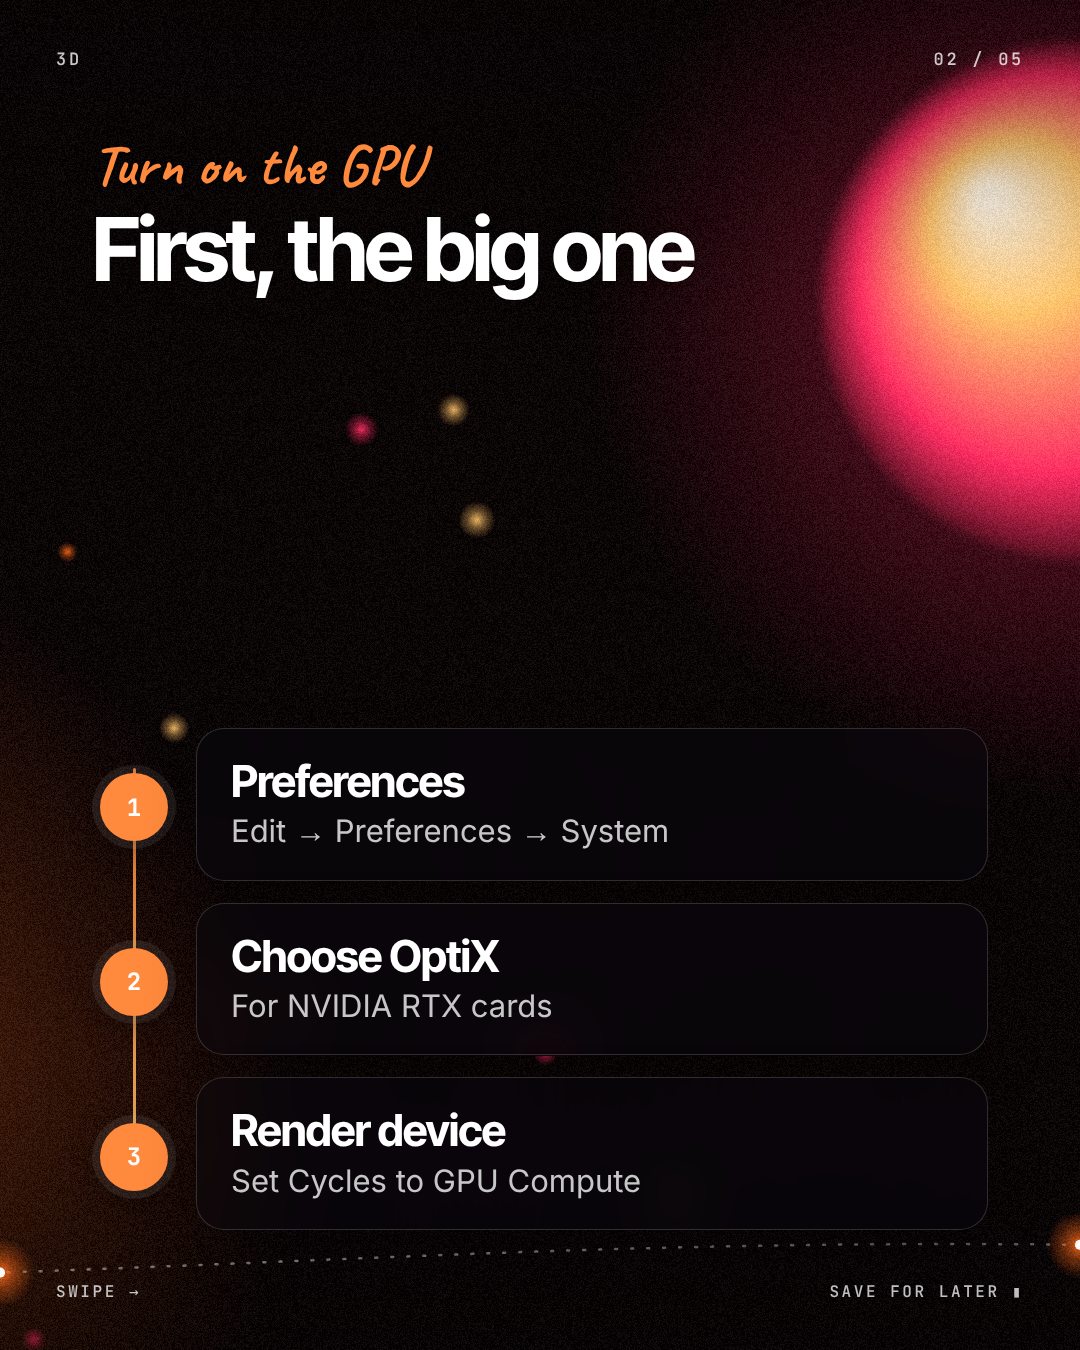 3D
02 / 05
Turn on the GPU
First, the big one
1
Preferences
Edit → Preferences → System
2
Choose OptiX
For NVIDIA RTX cards
3
Render device
Set Cycles to GPU Compute
SWIPE →
SAVE FOR LATER ▮